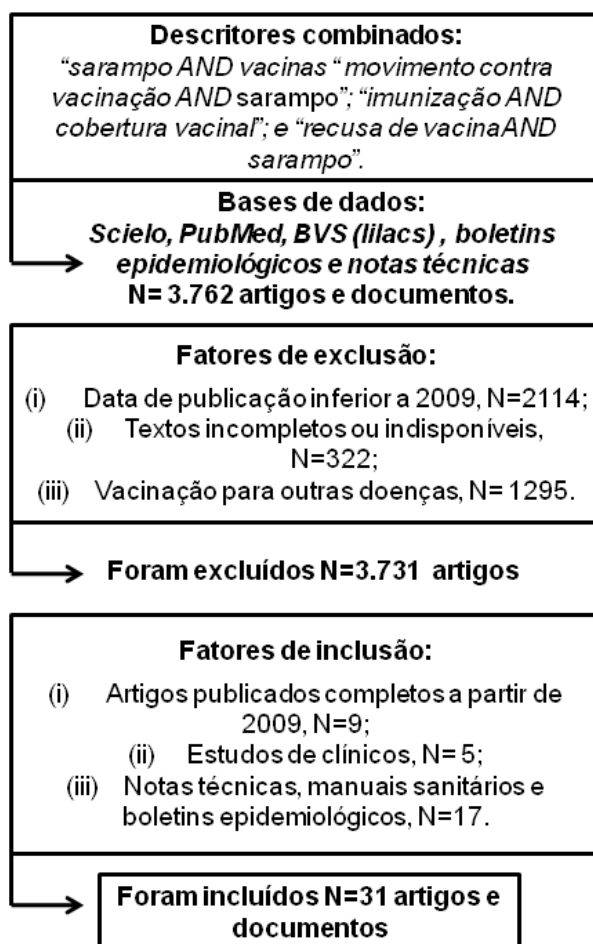 Descritores combinados:
“sarampo AND vacinas “ movimento contra
vacinação AND sarampo”; “imunização AND
cobertura vacinal”; e “recusa de vacinaAND
sarampo”.
Bases de dados:
Scielo, PubMed, BVS (lilacs) , boletins
epidemiológicos e notas técnicas
N= 3.762 artigos e documentos.
Fatores de exclusão:
(i) Data de publicação inferior a 2009, N=2114;
(ii) Textos incompletos ou indisponíveis,
N=322;
(iii) Vacinação para outras doenças, N= 1295.
Foram excluídos N=3.731 artigos
Fatores de inclusão:
(i) Artigos publicados completos a partir de
2009, N=9;
(ii) Estudos de clínicos, N= 5;
(iii) Notas técnicas, manuais sanitários e
boletins epidemiológicos, N=17.
Foram incluídos N=31 artigos e
documentos